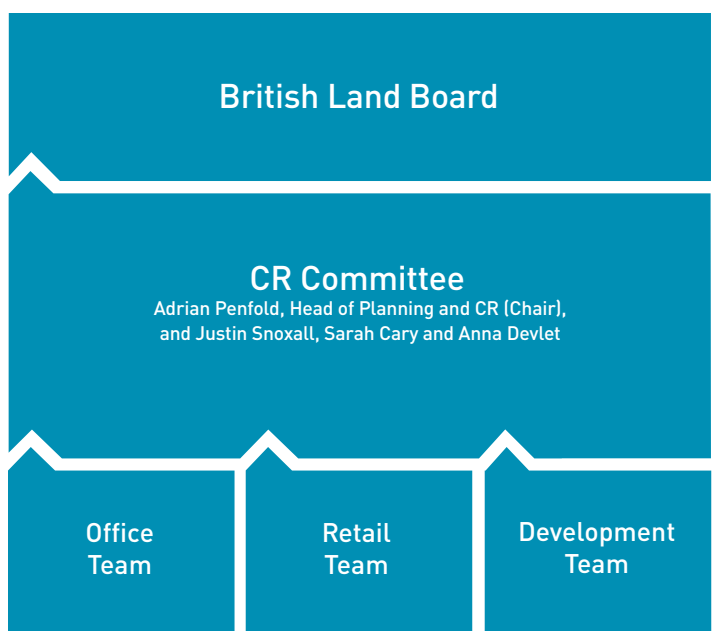 British Land Board
CR Committee
Adrian Penfold, Head of Planning and CR (Chair),
and Justin Snoxall, Sarah Cary and Anna Devlet
Office
Team
Retail
Team
Development
Team